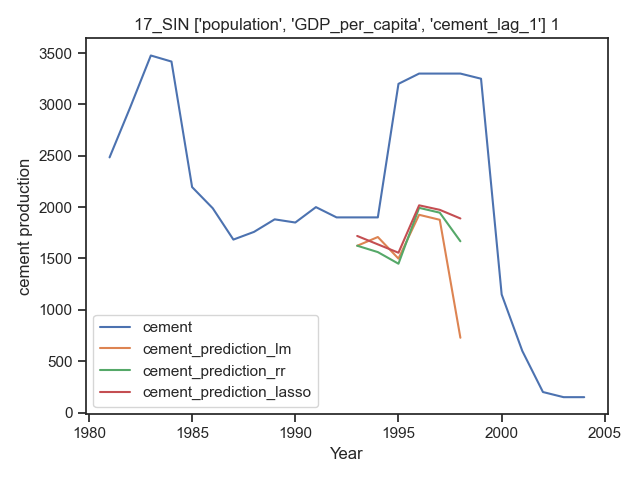 17_SIN ['population', 'GDP_per_capita', 'cement_lag_1'] 1
3500
3000
2500
2000
1500
1000
500
0
cement production
cement
cement_prediction_lm
cement_prediction_rr
cement_prediction_lasso
1980 1985 1990 1995 2000 2005
Year